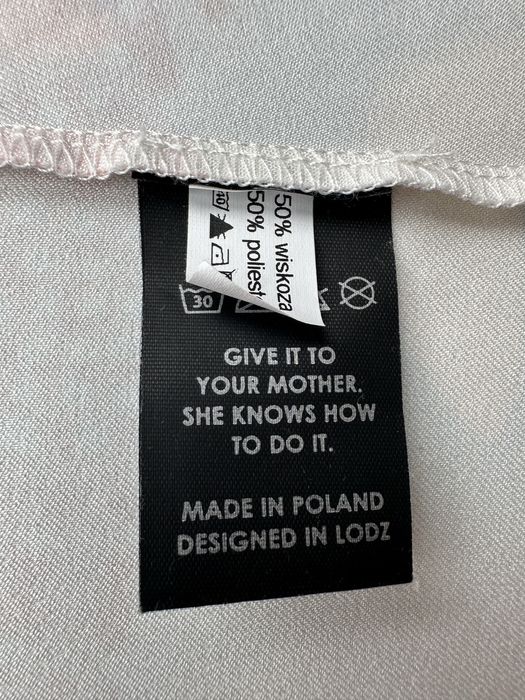 50% wiskoza
50% poliest
40
30
GIVE IT TO
YOUR MOTHER.
SHE KNOWS HOW
TO DO IT.
MADE IN POLAND
DESIGNED IN LODZ